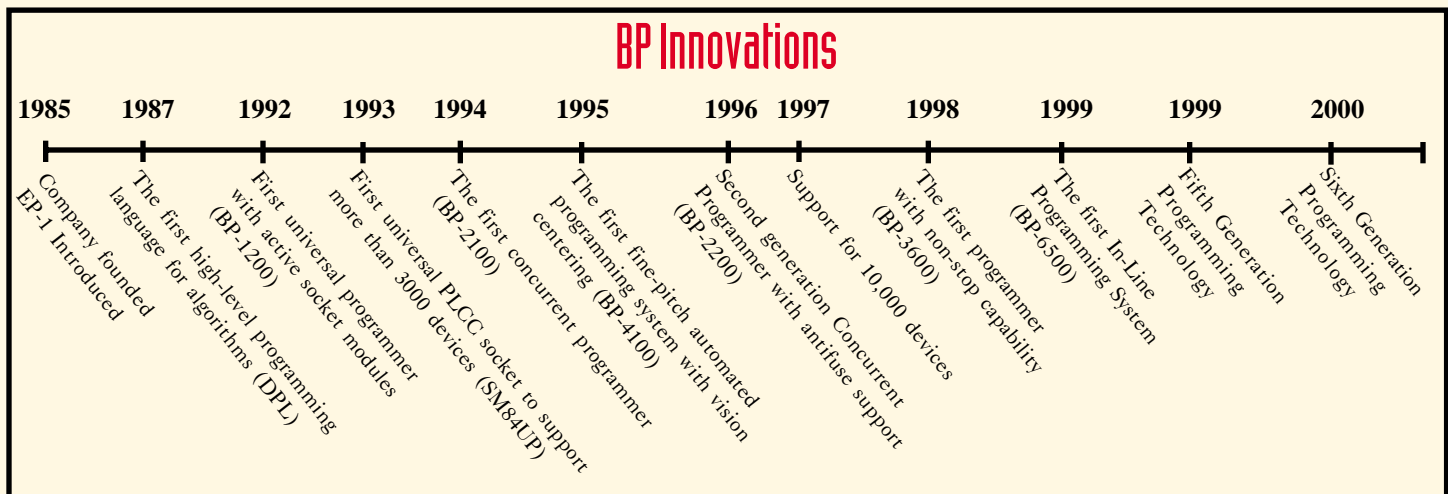 BP Innovations
1985
1987
1992
1993
1994
1995
1996
1997
1998
1999
1999
2000
Company founded
EP-1 Introduced
The first high-level programming
language for algorithms (DPL)
First universal programmer
with active socket modules
(BP-1200)
First universal PLCC socket to support
more than 3000 devices (SM84UP)
The first concurrent programmer
(BP-2100)
The first fine-pitch automated
programming system with vision
centering (BP-4100)
Second generation Concurrent
Programmer with antifuse support
(BP-2200)
Support for 10,000 devices
The first programmer
with non-stop capability
(BP-3600)
The first In-Line
Programming System
(BP-6500)
Fifth Generation
Programming
Technology
Sixth Generation
Programming
Technology